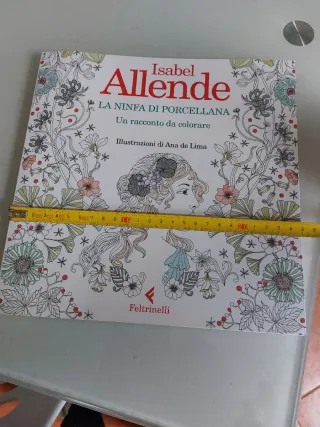 Isabel
Allende
LA NINFA DI PORCELLANA
Un racconto da colorare
Illustrazioni di Ana de Lima
Feltrinelli